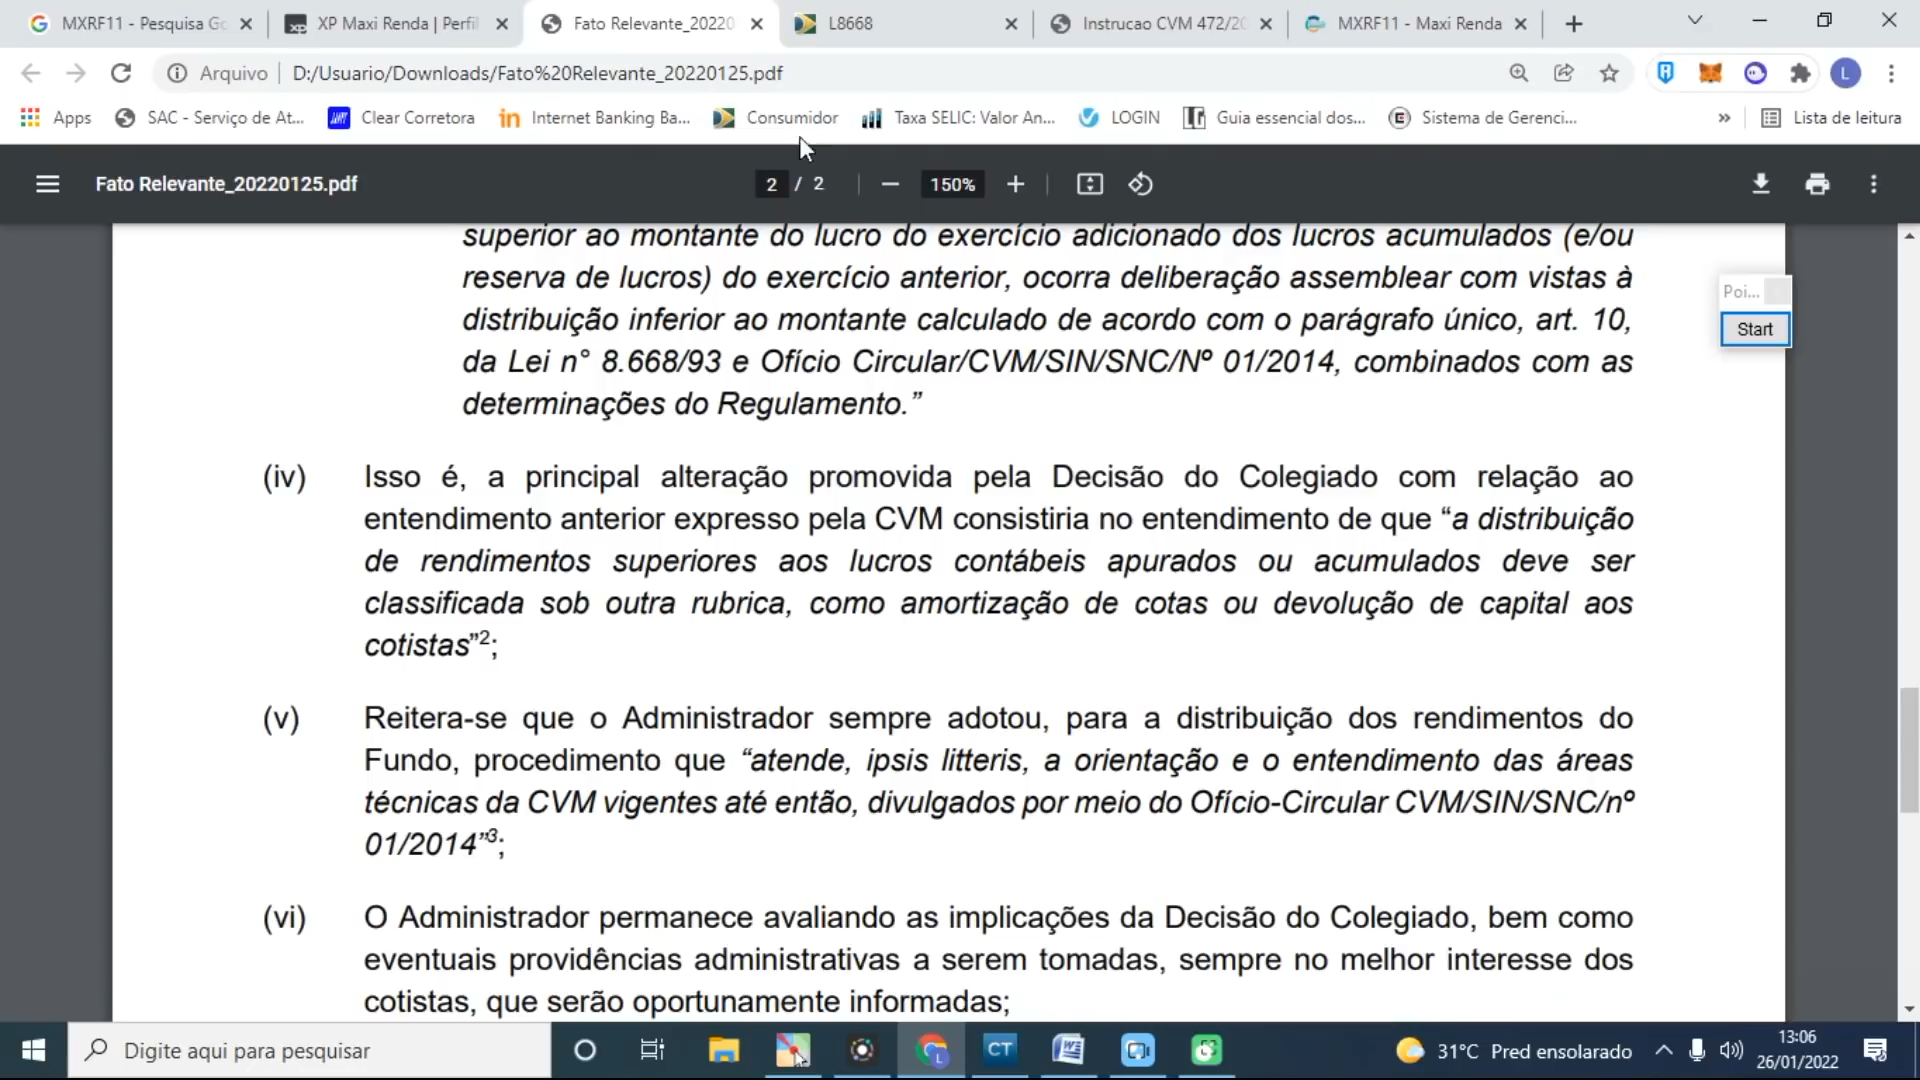 MXRF11 - Pesquisa Go
XP Maxi Renda | Perfil
Fato Relevante_20220
L8668
Instrucao CVM 472/20
MXRF11 - Maxi Renda
Arquivo
D:/Usuario/Downloads/Fato%20Relevante_20220125.pdf
L
Apps
SAC - Serviço de At...
Clear Corretora
Internet Banking Ba...
Consumidor
Taxa SELIC: Valor An...
LOGIN
Guia essencial dos...
Sistema de Gerenci...
»
Lista de leitura
Fato Relevante_20220125.pdf
2 / 2
150%
superior ao montante do lucro do exercício adicionado dos lucros acumulados (e/ou
reserva de lucros) do exercício anterior, ocorra deliberação assemblear com vistas à
distribuição inferior ao montante calculado de acordo com o parágrafo único, art. 10,
da Lei n° 8.668/93 e Ofício Circular/CVM/SIN/SNC/Nº 01/2014, combinados com as
determinações do Regulamento.”
Poi...
Start
(iv) Isso é, a principal alteração promovida pela Decisão do Colegiado com relação ao
entendimento anterior expresso pela CVM consistiria no entendimento de que “a distribuição
de rendimentos superiores aos lucros contábeis apurados ou acumulados deve ser
classificada sob outra rubrica, como amortização de cotas ou devolução de capital aos
cotistas”²;
(v) Reitera-se que o Administrador sempre adotou, para a distribuição dos rendimentos do
Fundo, procedimento que “atende, ipsis litteris, a orientação e o entendimento das áreas
técnicas da CVM vigentes até então, divulgados por meio do Ofício-Circular CVM/SIN/SNC/nº
01/2014”³;
(vi) O Administrador permanece avaliando as implicações da Decisão do Colegiado, bem como
eventuais providências administrativas a serem tomadas, sempre no melhor interesse dos
cotistas, que serão oportunamente informadas;
Digite aqui para pesquisar
L
CT
31°C Pred ensolarado
13:06
26/01/2022